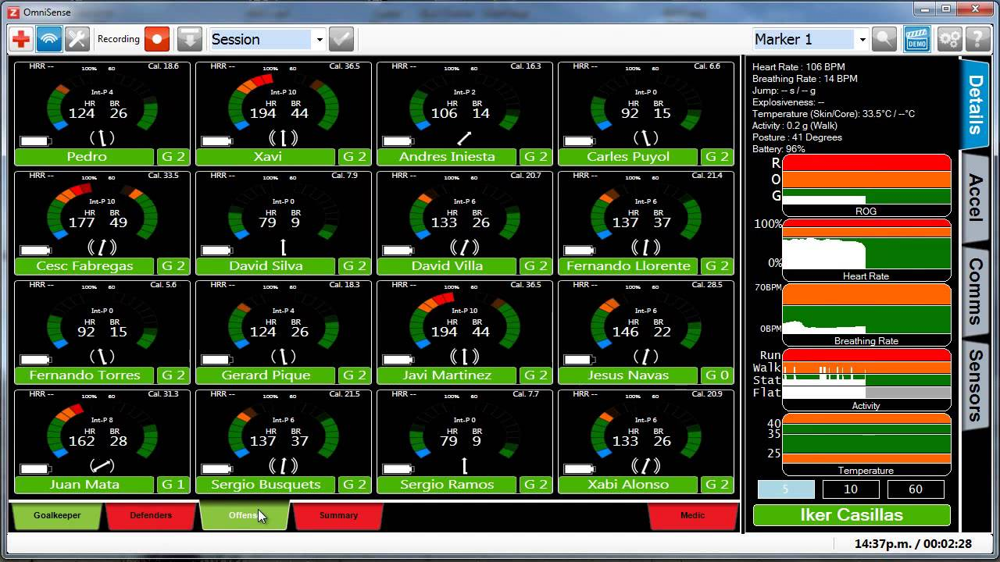 Z OmniSense
Recording Session Marker 1 DEMO ?
HRR -- 100% 60 Cal. 18.6
Int-P 4
HR BR
124 26
Pedro G 2
HRR -- 100% 60 Cal. 36.5
Int-P 10
HR BR
194 44
Xavi G 2
HRR -- 100% 60 Cal. 16.3
Int-P 2
HR BR
106 14
Andres Iniesta G 2
HRR -- 100% 60 Cal. 6.6
Int-P 0
HR BR
92 15
Carles Puyol G 2
HRR -- 100% 60 Cal. 33.5
Int-P 10
HR BR
177 49
Cesc Fabregas G 2
HRR -- 100% 60 Cal. 7.9
Int-P 0
HR BR
79 9
David Silva G 2
HRR -- 100% 60 Cal. 20.7
Int-P 6
HR BR
133 26
David Villa G 2
HRR -- 100% 60 Cal. 21.4
Int-P 6
HR BR
137 37
Fernando Llorente G 2
HRR -- 100% 60 Cal. 5.6
Int-P 0
HR BR
92 15
Fernando Torres G 2
HRR -- 100% 60 Cal. 18.3
Int-P 4
HR BR
124 26
Gerard Pique G 2
HRR -- 100% 60 Cal. 36.5
Int-P 10
HR BR
194 44
Javi Martinez G 2
HRR -- 100% 60 Cal. 28.5
Int-P 6
HR BR
146 22
Jesus Navas G 0
HRR -- 100% 60 Cal. 31.3
Int-P 8
HR BR
162 28
Juan Mata G 1
HRR -- 100% 60 Cal. 21.5
Int-P 6
HR BR
137 37
Sergio Busquets G 2
HRR -- 100% 60 Cal. 7.7
Int-P 0
HR BR
79 9
Sergio Ramos G 2
HRR -- 100% 60 Cal. 20.9
Int-P 6
HR BR
133 26
Xabi Alonso G 2
Goalkeeper Defenders Offens Summary Medic
Heart Rate : 106 BPM
Breathing Rate : 14 BPM
Jump: -- s / -- g
Explosiveness: --
Temperature (Skin/Core): 33.5°C / --°C
Activity : 0.2 g (Walk)
Posture : 41 Degrees
Battery: 96%
R
O
G
ROG
100%
0%
Heart Rate
70BPM
0BPM
Breathing Rate
Run
Walk
Stat
Flat
Activity
40
35
25
Temperature
5 10 60
Iker Casillas
Details
Accel
Comms
Sensors
14:37p.m. / 00:02:28